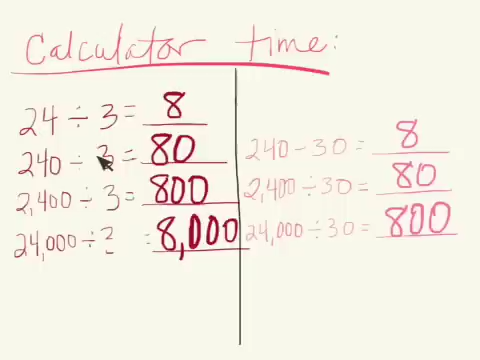 Calculator time:
24 ÷ 3 = 8
240 ÷ 3 = 80
2,400 ÷ 3 = 800
24,000 ÷ 3 = 8,000
240 - 30 = 8
2,400 ÷ 30 = 80
24,000 ÷ 30 = 800